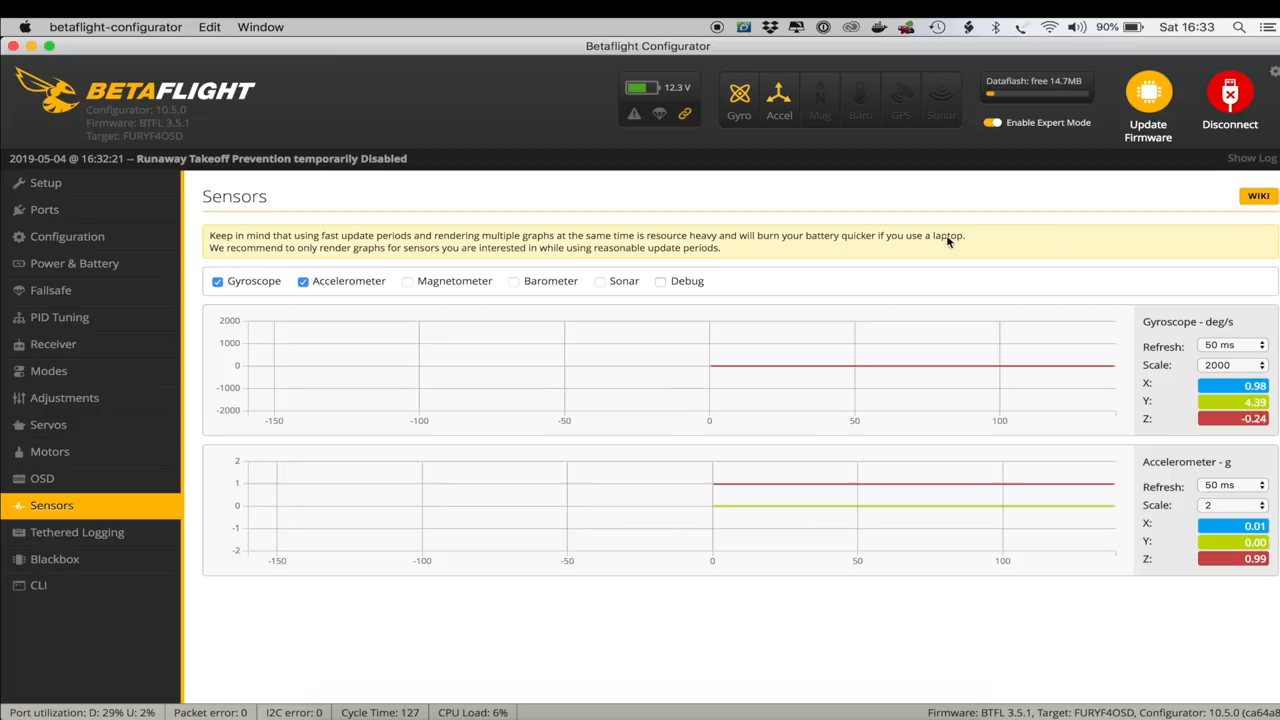 betaflight-configurator Edit Window 90% Sat 16:33
Betaflight Configurator
BETAFLIGHT
Configurator: 10.5.0
Firmware: BTFL 3.5.1
Target: FURYF4OSD
12.3 V
Gyro Accel Mag Baro GPS Sonar
Dataflash: free 14.7MB
Enable Expert Mode
Update
Firmware
Disconnect
2019-05-04 @ 16:32:21 -- Runaway Takeoff Prevention temporarily Disabled
Show Log
Setup
Ports
Configuration
Power & Battery
Failsafe
PID Tuning
Receiver
Modes
Adjustments
Servos
Motors
OSD
Sensors
Tethered Logging
Blackbox
CLI
Sensors
WIKI
Keep in mind that using fast update periods and rendering multiple graphs at the same time is resource heavy and will burn your battery quicker if you use a laptop.
We recommend to only render graphs for sensors you are interested in while using reasonable update periods.
Gyroscope Accelerometer Magnetometer Barometer Sonar Debug
2000
1000
0
-1000
-2000
-150 -100 -50 0 50 100
Gyroscope - deg/s
Refresh: 50 ms
Scale: 2000
X: 0.98
Y: 4.39
Z: -0.24
2
1
0
-1
-2
-150 -100 -50 0 50 100
Accelerometer - g
Refresh: 50 ms
Scale: 2
X: 0.01
Y: 0.00
Z: 0.99
Port utilization: D: 29% U: 2% Packet error: 0 I2C error: 0 Cycle Time: 127 CPU Load: 6% Firmware: BTFL 3.5.1, Target: FURYF4OSD, Configurator: 10.5.0 (ca64a8